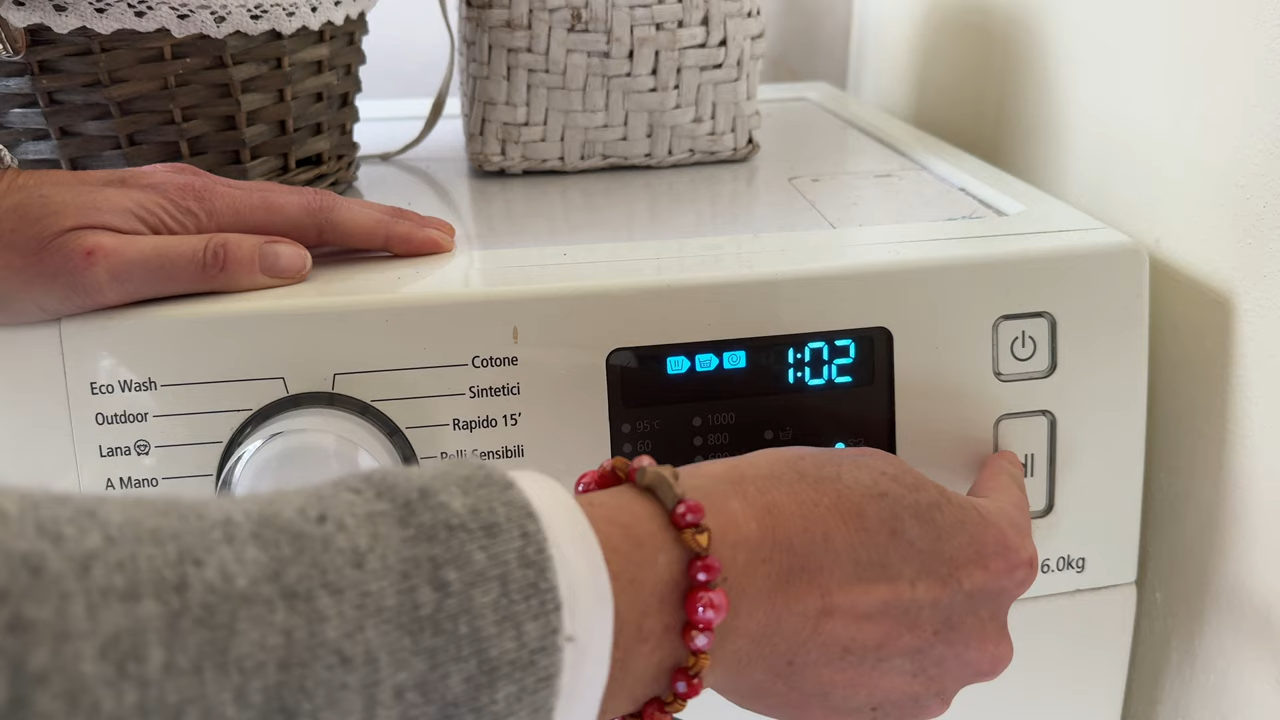 Eco Wash
Outdoor
Lana
A Mano
Cotone
Sintetici
Rapido 15’
Pelli Sensibili
1:02
95°C
60
1000
800
6.0kg